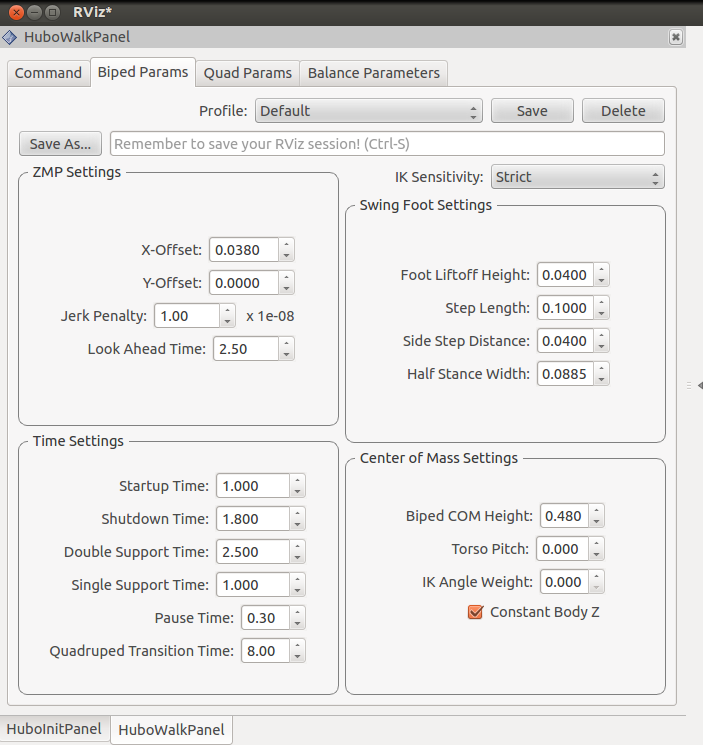 RViz*
HuboWalkPanel
Command Biped Params Quad Params Balance Parameters
Profile: Default Save Delete
Save As... Remember to save your RViz session! (Ctrl-S)
ZMP Settings
X-Offset: 0.0380
Y-Offset: 0.0000
Jerk Penalty: 1.00 x 1e-08
Look Ahead Time: 2.50
IK Sensitivity: Strict
Swing Foot Settings
Foot Liftoff Height: 0.0400
Step Length: 0.1000
Side Step Distance: 0.0400
Half Stance Width: 0.0885
Time Settings
Startup Time: 1.000
Shutdown Time: 1.800
Double Support Time: 2.500
Single Support Time: 1.000
Pause Time: 0.30
Quadruped Transition Time: 8.00
Center of Mass Settings
Biped COM Height: 0.480
Torso Pitch: 0.000
IK Angle Weight: 0.000
Constant Body Z
HuboInitPanel HuboWalkPanel